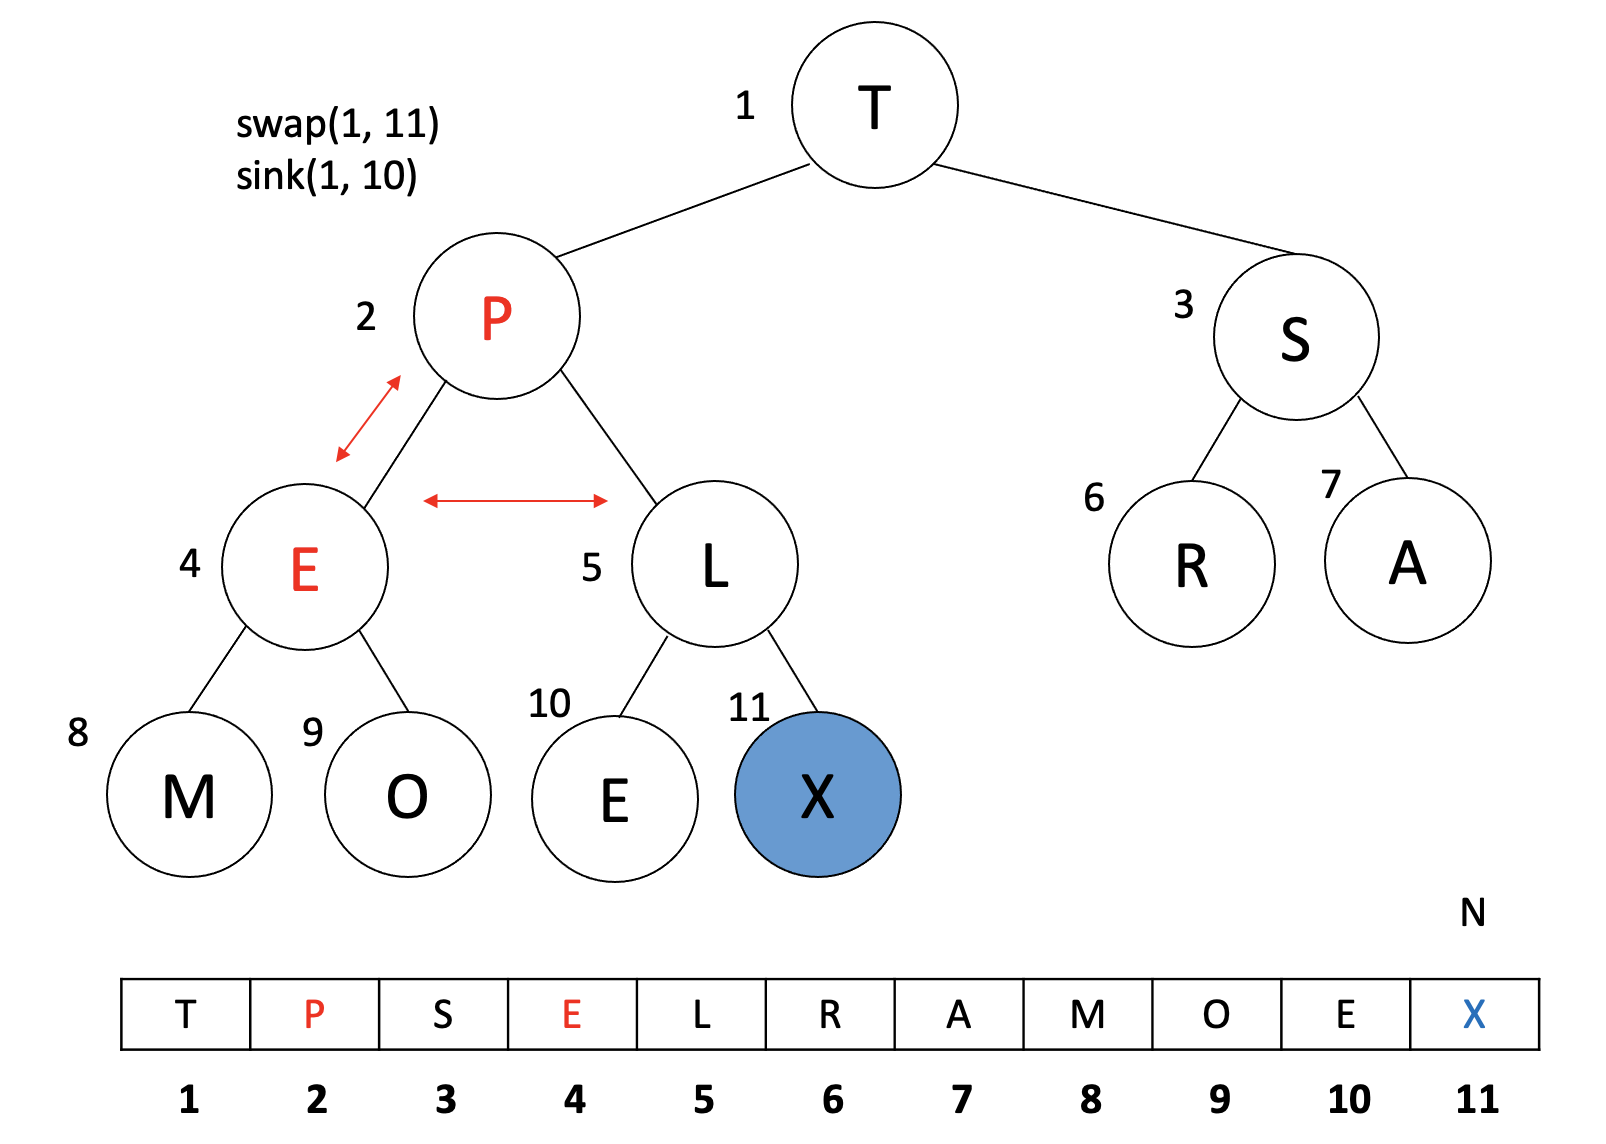 swap(1, 11)
sink(1, 10)
1 T
2 P
3 S
4 E
5 L
6 R
7 A
8 M
9 O
10 E
11 X
N
T P S E L R A M O E X
1 2 3 4 5 6 7 8 9 10 11